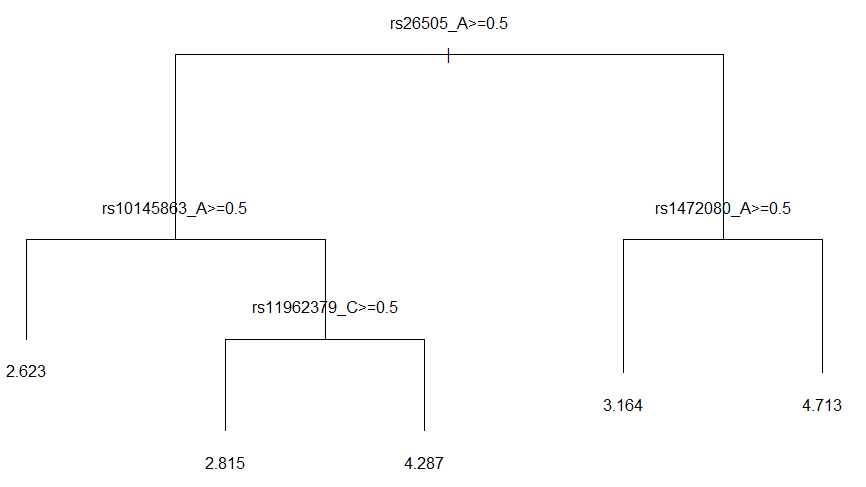 rs26505_A>=0.5
rs10145863_A>=0.5
rs1472080_A>=0.5
rs11962379_C>=0.5
2.623
3.164
4.713
2.815
4.287